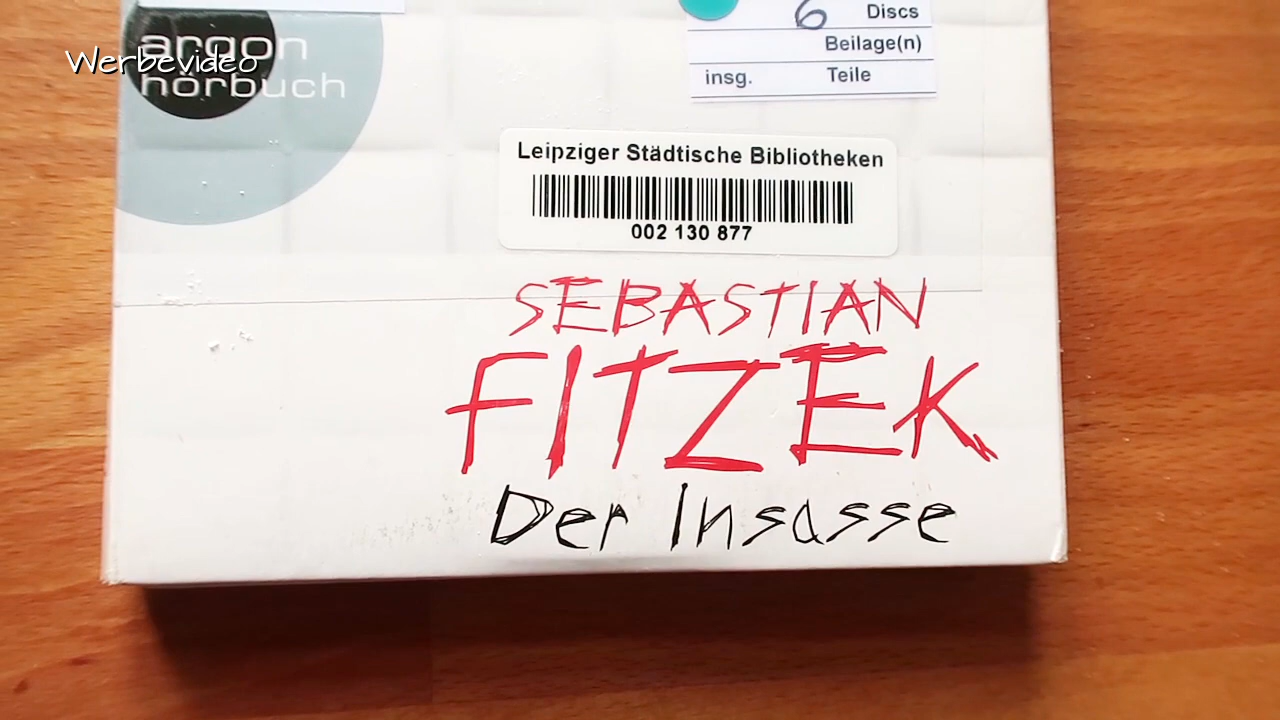 Werbevideo
argon
hörbuch
6 Discs
Beilage(n)
insg. Teile
Leipziger Städtische Bibliotheken
002 130 877
SEBASTIAN
FITZEK
Der Insasse